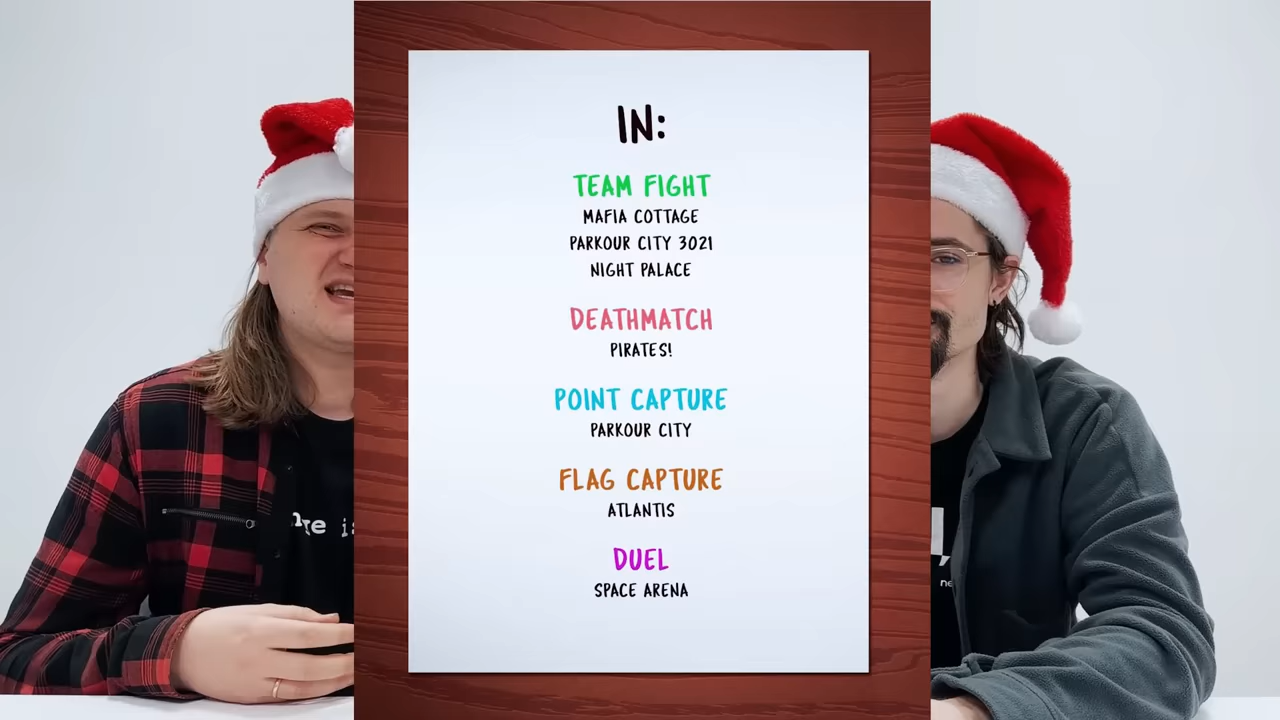 IN:
TEAM FIGHT
MAFIA COTTAGE
PARKOUR CITY 3021
NIGHT PALACE
DEATHMATCH
PIRATES!
POINT CAPTURE
PARKOUR CITY
FLAG CAPTURE
ATLANTIS
DUEL
SPACE ARENA